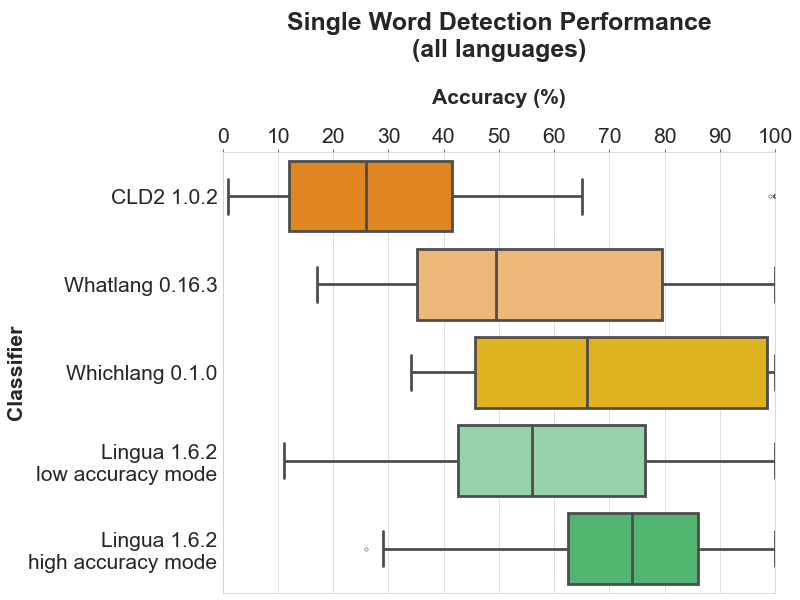 Single Word Detection Performance
(all languages)
Accuracy (%)
0 10 20 30 40 50 60 70 80 90 100
Classifier
CLD2 1.0.2
Whatlang 0.16.3
Whichlang 0.1.0
Lingua 1.6.2
low accuracy mode
Lingua 1.6.2
high accuracy mode